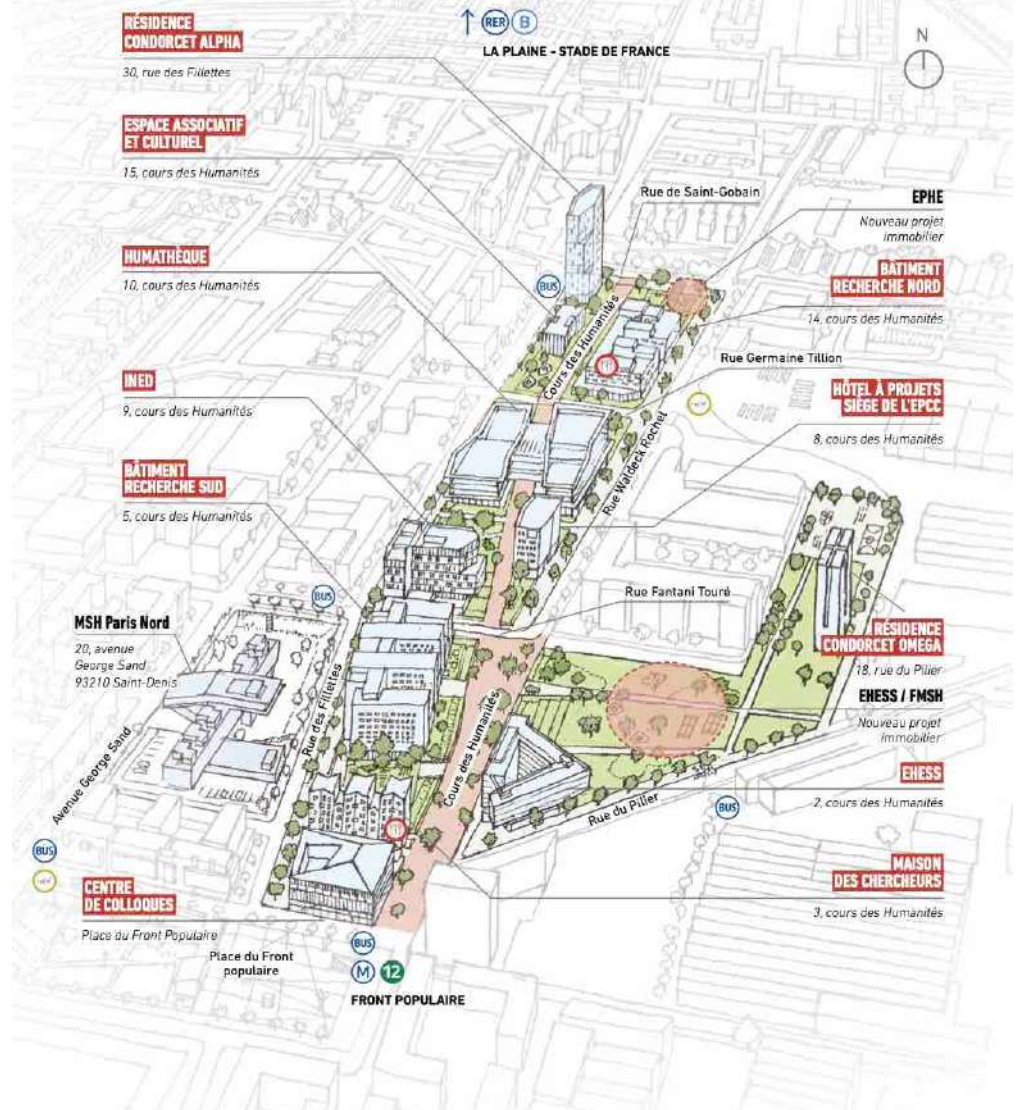 RÉSIDENCE
CONDORCET ALPHA
30, rue des Fillettes
ESPACE ASSOCIATIF
ET CULTUREL
15, cours des Humanités
HUMATHÈQUE
10, cours des Humanités
INED
9, cours des Humanités
BÂTIMENT
RECHERCHE SUD
5, cours des Humanités
MSH Paris Nord
20, avenue
George Sand
93210 Saint-Denis
Avenue George Sand
BUS
CENTRE
DE COLLOQUES
Place du Front Populaire
Place du Front
populaire
BUS
M 12
FRONT POPULAIRE
RER B
LA PLAINE - STADE DE FRANCE
N
Rue de Saint-Gobain
BUS
Cours des Humanités
Rue Germaine Tillion
Rue Waldeck Rochet
Rue Fantani Touré
BUS
Rue des Fillettes
Cours des Humanités
Rue du Pilier
BUS
EPHE
Nouveau projet
immobilier
BÂTIMENT
RECHERCHE NORD
14, cours des Humanités
HÔTEL À PROJETS
SIÈGE DE L'EPCC
8, cours des Humanités
RÉSIDENCE
CONDORCET OMEGA
18, rue du Pilier
EHESS / FMSH
Nouveau projet
immobilier
EHESS
2, cours des Humanités
MAISON
DES CHERCHEURS
3, cours des Humanités